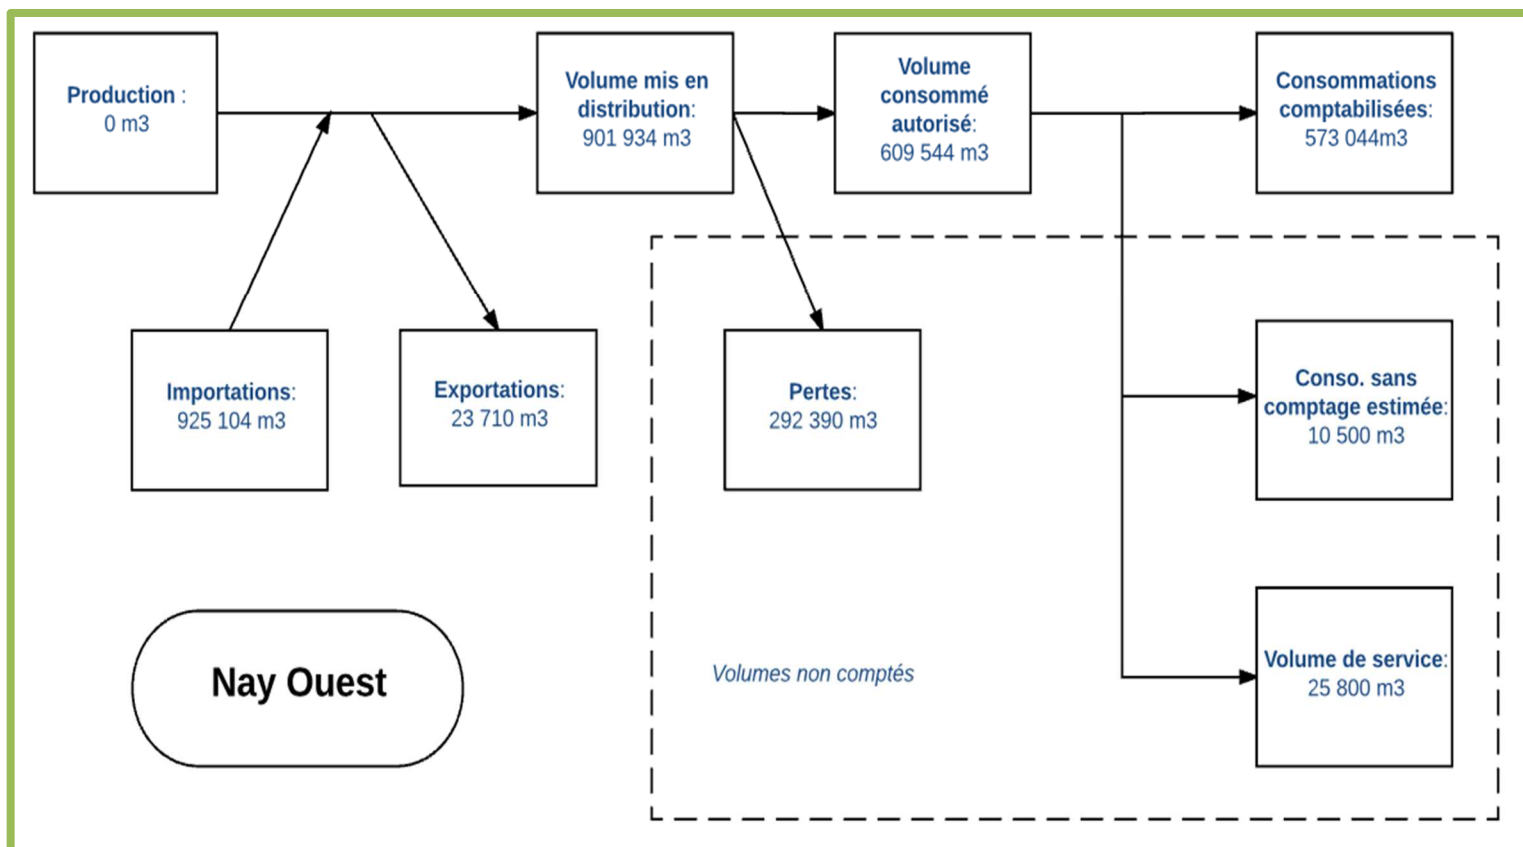 Production :
0 m3
Volume mis en
distribution:
901 934 m3
Volume
consommé
autorisé:
609 544 m3
Consommations
comptabilisées:
573 044m3
Importations:
925 104 m3
Exportations:
23 710 m3
Pertes:
292 390 m3
Conso. sans
comptage estimée:
10 500 m3
Nay Ouest
Volumes non comptés
Volume de service:
25 800 m3